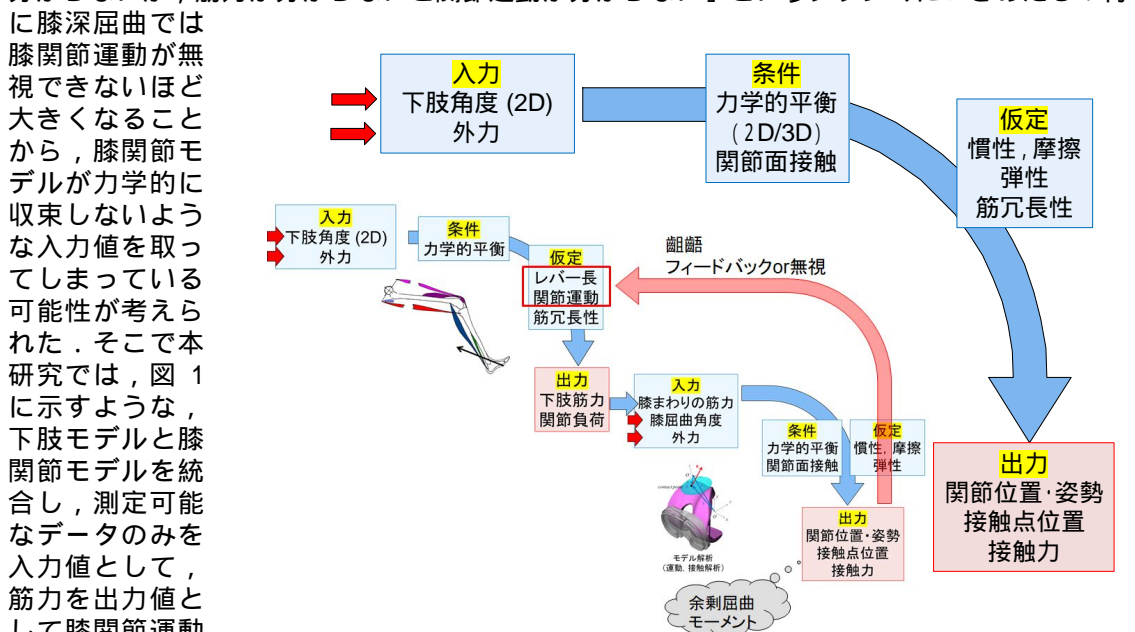 に膝深屈曲では
膝関節運動が無
視できないほど
大きくなること
から，膝関節モ
デルが力学的に
収束しないよう
な入力値を取っ
てしまっている
可能性が考えら
れた．そこで本
研究では，図 1
に示すような，
下肢モデルと膝
関節モデルを統
合し，測定可能
なデータのみを
入力値として，
筋力を出力値と
して膝関節運動
入力
下肢角度 (2D)
外力
条件
力学的平衡
(2D/3D)
関節面接触
仮定
慣性，摩擦
弾性
筋冗長性
出力
関節位置・姿勢
接触点位置
接触力
入力
下肢角度 (2D)
外力
条件
力学的平衡
仮定
レバー長
関節運動
筋冗長性
齟齬
フィードバックor無視
出力
下肢筋力
関節負荷
入力
膝まわりの筋力
膝屈曲角度
外力
条件
力学的平衡
関節面接触
仮定
慣性，摩擦
弾性
出力
関節位置・姿勢
接触点位置
接触力
モデル解析
(運動，接触解析)
余剰屈曲
モーメント